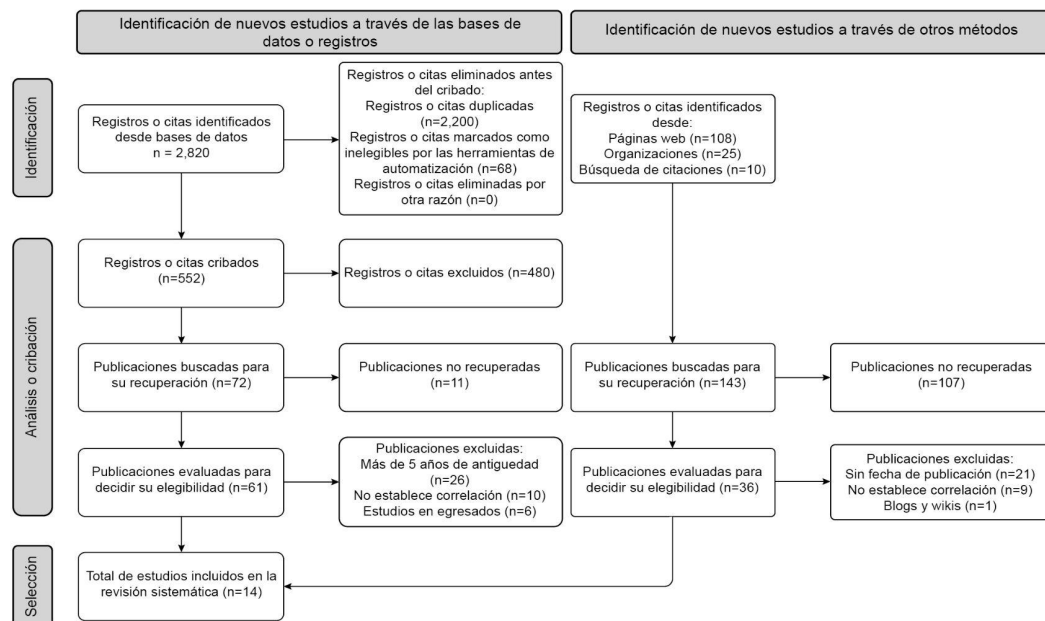 Identificación de nuevos estudios a través de las bases de
datos o registros
Identificación de nuevos estudios a través de otros métodos
Identificación
Registros o citas identificados
desde bases de datos
n = 2,820
Registros o citas eliminados antes
del cribado:
Registros o citas duplicadas
(n=2,200)
Registros o citas marcados como
inelegibles por las herramientas de
automatización (n=68)
Registros o citas eliminadas por
otra razón (n=0)
Registros o citas identificados
desde:
Páginas web (n=108)
Organizaciones (n=25)
Búsqueda de citaciones (n=10)
Análisis o cribación
Registros o citas cribados
(n=552)
Registros o citas excluidos (n=480)
Publicaciones buscadas para
su recuperación (n=72)
Publicaciones no recuperadas
(n=11)
Publicaciones buscadas para
su recuperación (n=143)
Publicaciones no recuperadas
(n=107)
Publicaciones evaluadas para
decidir su elegibilidad (n=61)
Publicaciones excluidas:
Más de 5 años de antiguedad
(n=26)
No establece correlación (n=10)
Estudios en egresados (n=6)
Publicaciones evaluadas para
decidir su elegibilidad (n=36)
Publicaciones excluidas:
Sin fecha de publicación (n=21)
No establece correlación (n=9)
Blogs y wikis (n=1)
Selección
Total de estudios incluidos en la
revisión sistemática (n=14)